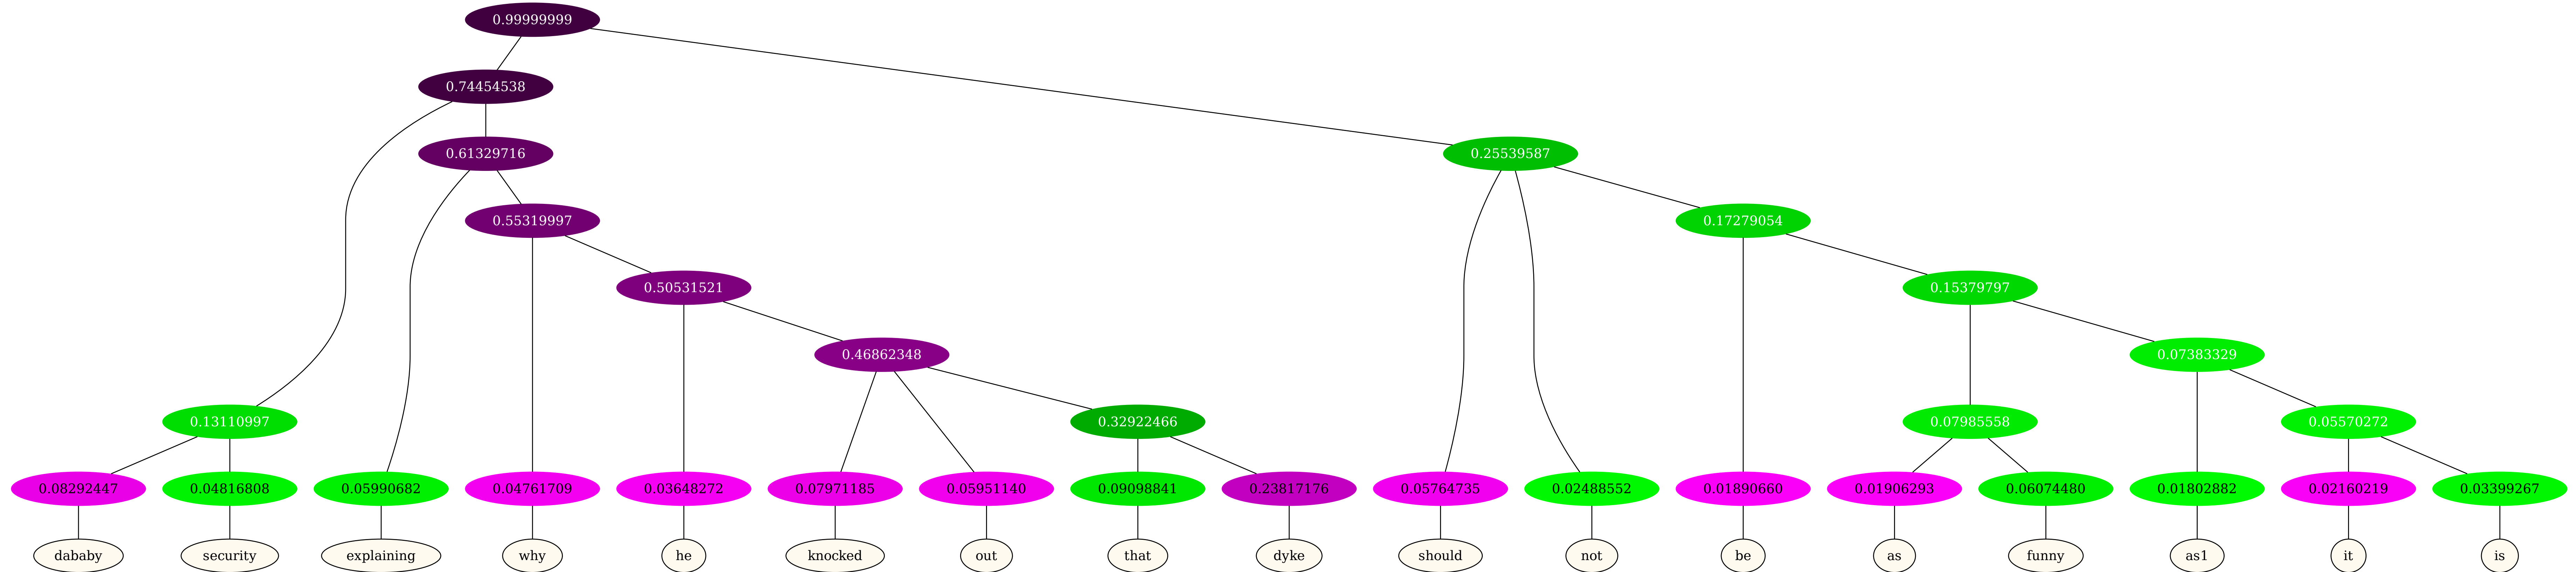 0.99999999
0.74454538
0.61329716 0.25539587
0.55319997 0.17279054
0.50531521 0.15379797
0.46862348 0.07383329
0.13110997 0.32922466 0.07985558 0.05570272
0.08292447 0.04816808 0.05990682 0.04761709 0.03648272 0.07971185 0.05951140 0.09098841 0.23817176 0.05764735 0.02488552 0.01890660 0.01906293 0.06074480 0.01802882 0.02160219 0.03399267
dababy security explaining why he knocked out that dyke should not be as funny as1 it is